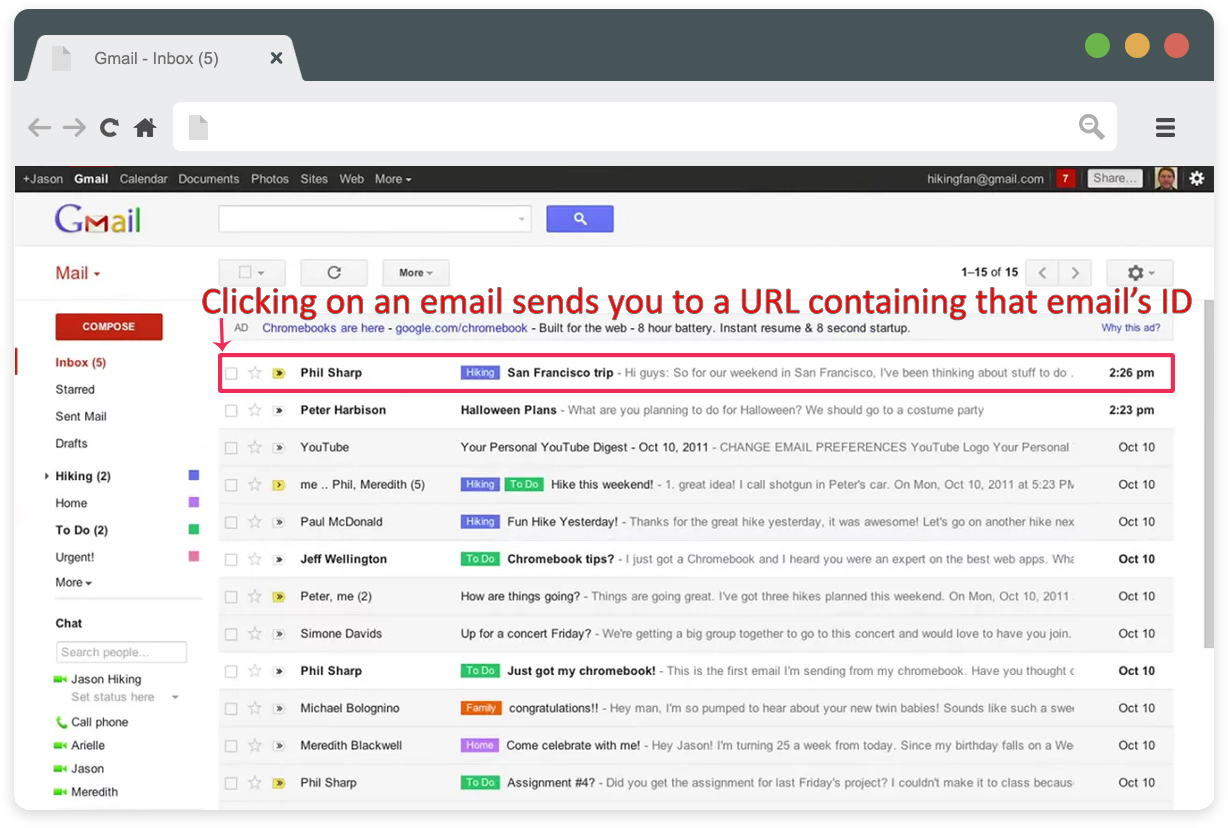 Gmail - Inbox (5)
+Jason Gmail Calendar Documents Photos Sites Web More
hikingfan@gmail.com 7 Share...
Gmail
Mail
More
1–15 of 15
Clicking on an email sends you to a URL containing that email's ID
COMPOSE
AD Chromebooks are here - google.com/chromebook - Built for the web - 8 hour battery. Instant resume & 8 second startup. Why this ad?
Inbox (5)
Starred
Sent Mail
Drafts
Hiking (2)
Home
To Do (2)
Urgent!
More
Chat
Search people...
Jason Hiking
Set status here
Call phone
Arielle
Jason
Meredith
Phil Sharp Hiking San Francisco trip - Hi guys: So for our weekend in San Francisco, I've been thinking about stuff to do . 2:26 pm
Peter Harbison Halloween Plans - What are you planning to do for Halloween? We should go to a costume party 2:23 pm
YouTube Your Personal YouTube Digest - Oct 10, 2011 - CHANGE EMAIL PREFERENCES YouTube Logo Your Personal Oct 10
me .. Phil, Meredith (5) Hiking To Do Hike this weekend! - 1. great idea! I call shotgun in Peter's car. On Mon, Oct 10, 2011 at 5:23 PM Oct 10
Paul McDonald Hiking Fun Hike Yesterday! - Thanks for the great hike yesterday, it was awesome! Let's go on another hike nex Oct 10
Jeff Wellington To Do Chromebook tips? - I just got a Chromebook and I heard you were an expert on the best web apps. Wha Oct 10
Peter, me (2) How are things going? - Things are going great. I've got three hikes planned this weekend. On Mon, Oct 10, 2011 Oct 10
Simone Davids Up for a concert Friday? - We're getting a big group together to go to this concert and would love to have you join. Oct 10
Phil Sharp To Do Just got my chromebook! - This is the first email I'm sending from my chromebook. Have you thought c Oct 10
Michael Bolognino Family congratulations!! - Hey man, I'm so pumped to hear about your new twin babies! Sounds like such a swee Oct 10
Meredith Blackwell Home Come celebrate with me! - Hey Jason! I'm turning 25 a week from today. Since my birthday falls on a We Oct 10
Phil Sharp To Do Assignment #4? - Did you get the assignment for last Friday's project? I couldn't make it to class becaus Oct 10